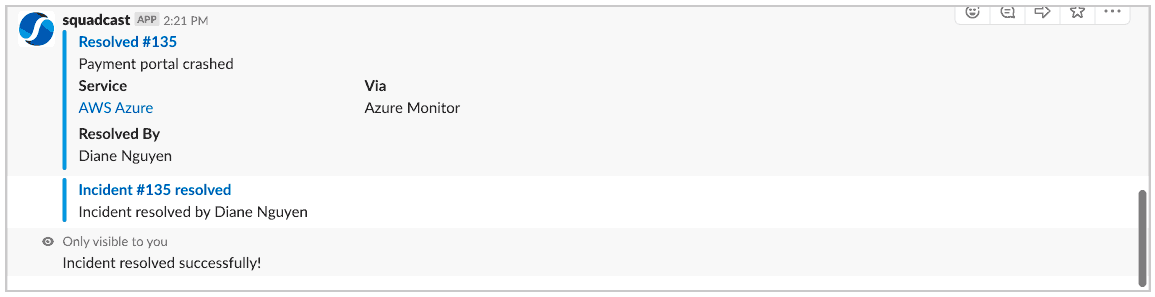 squadcast APP 2:21 PM
Resolved #135
Payment portal crashed
Service Via
AWS Azure Azure Monitor
Resolved By
Diane Nguyen
Incident #135 resolved
Incident resolved by Diane Nguyen
Only visible to you
Incident resolved successfully!